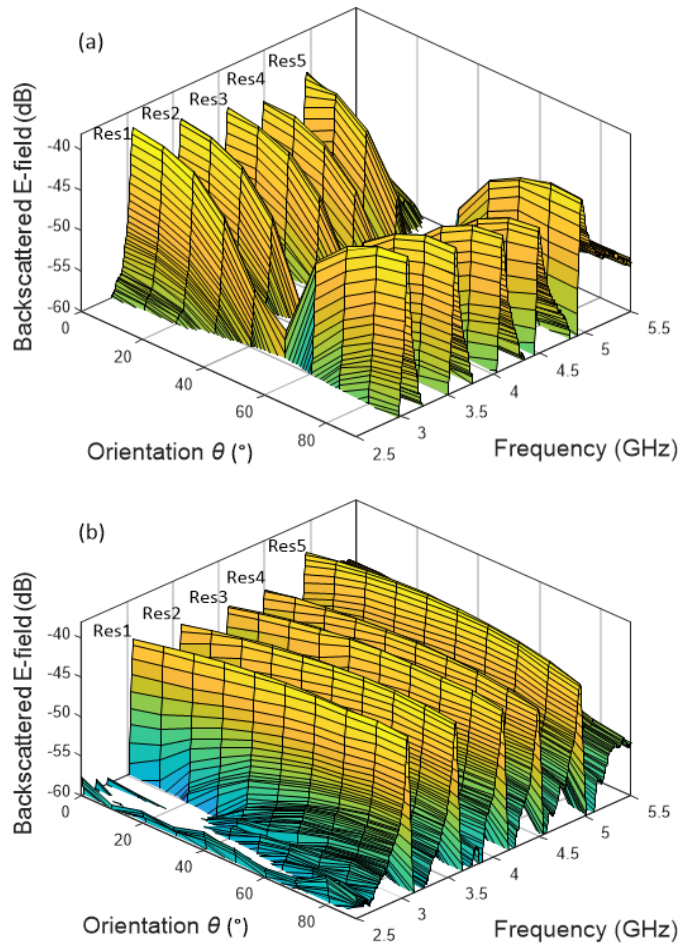 (a)
Res5
Res4
Res3
Res2
Res1
Backscattered E-field (dB)
-40
-45
-50
-55
-60
0
20
40
60
80
Orientation θ (°)
2.5
3
3.5
4
4.5
5
5.5
Frequency (GHz)
(b)
Res5
Res4
Res3
Res2
Res1
Backscattered E-field (dB)
-40
-45
-50
-55
-60
0
20
40
60
80
Orientation θ (°)
2.5
3
3.5
4
4.5
5
5.5
Frequency (GHz)